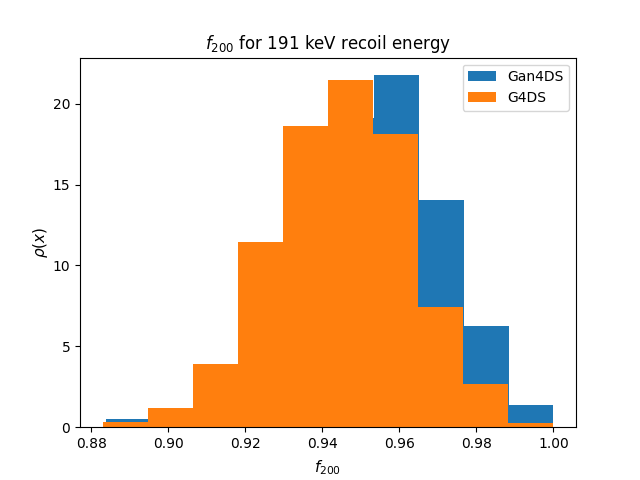 f₂₀₀ for 191 keV recoil energy
Gan4DS
G4DS
ρ(x)
20
15
10
5
0
0.88 0.90 0.92 0.94 0.96 0.98 1.00
f₂₀₀